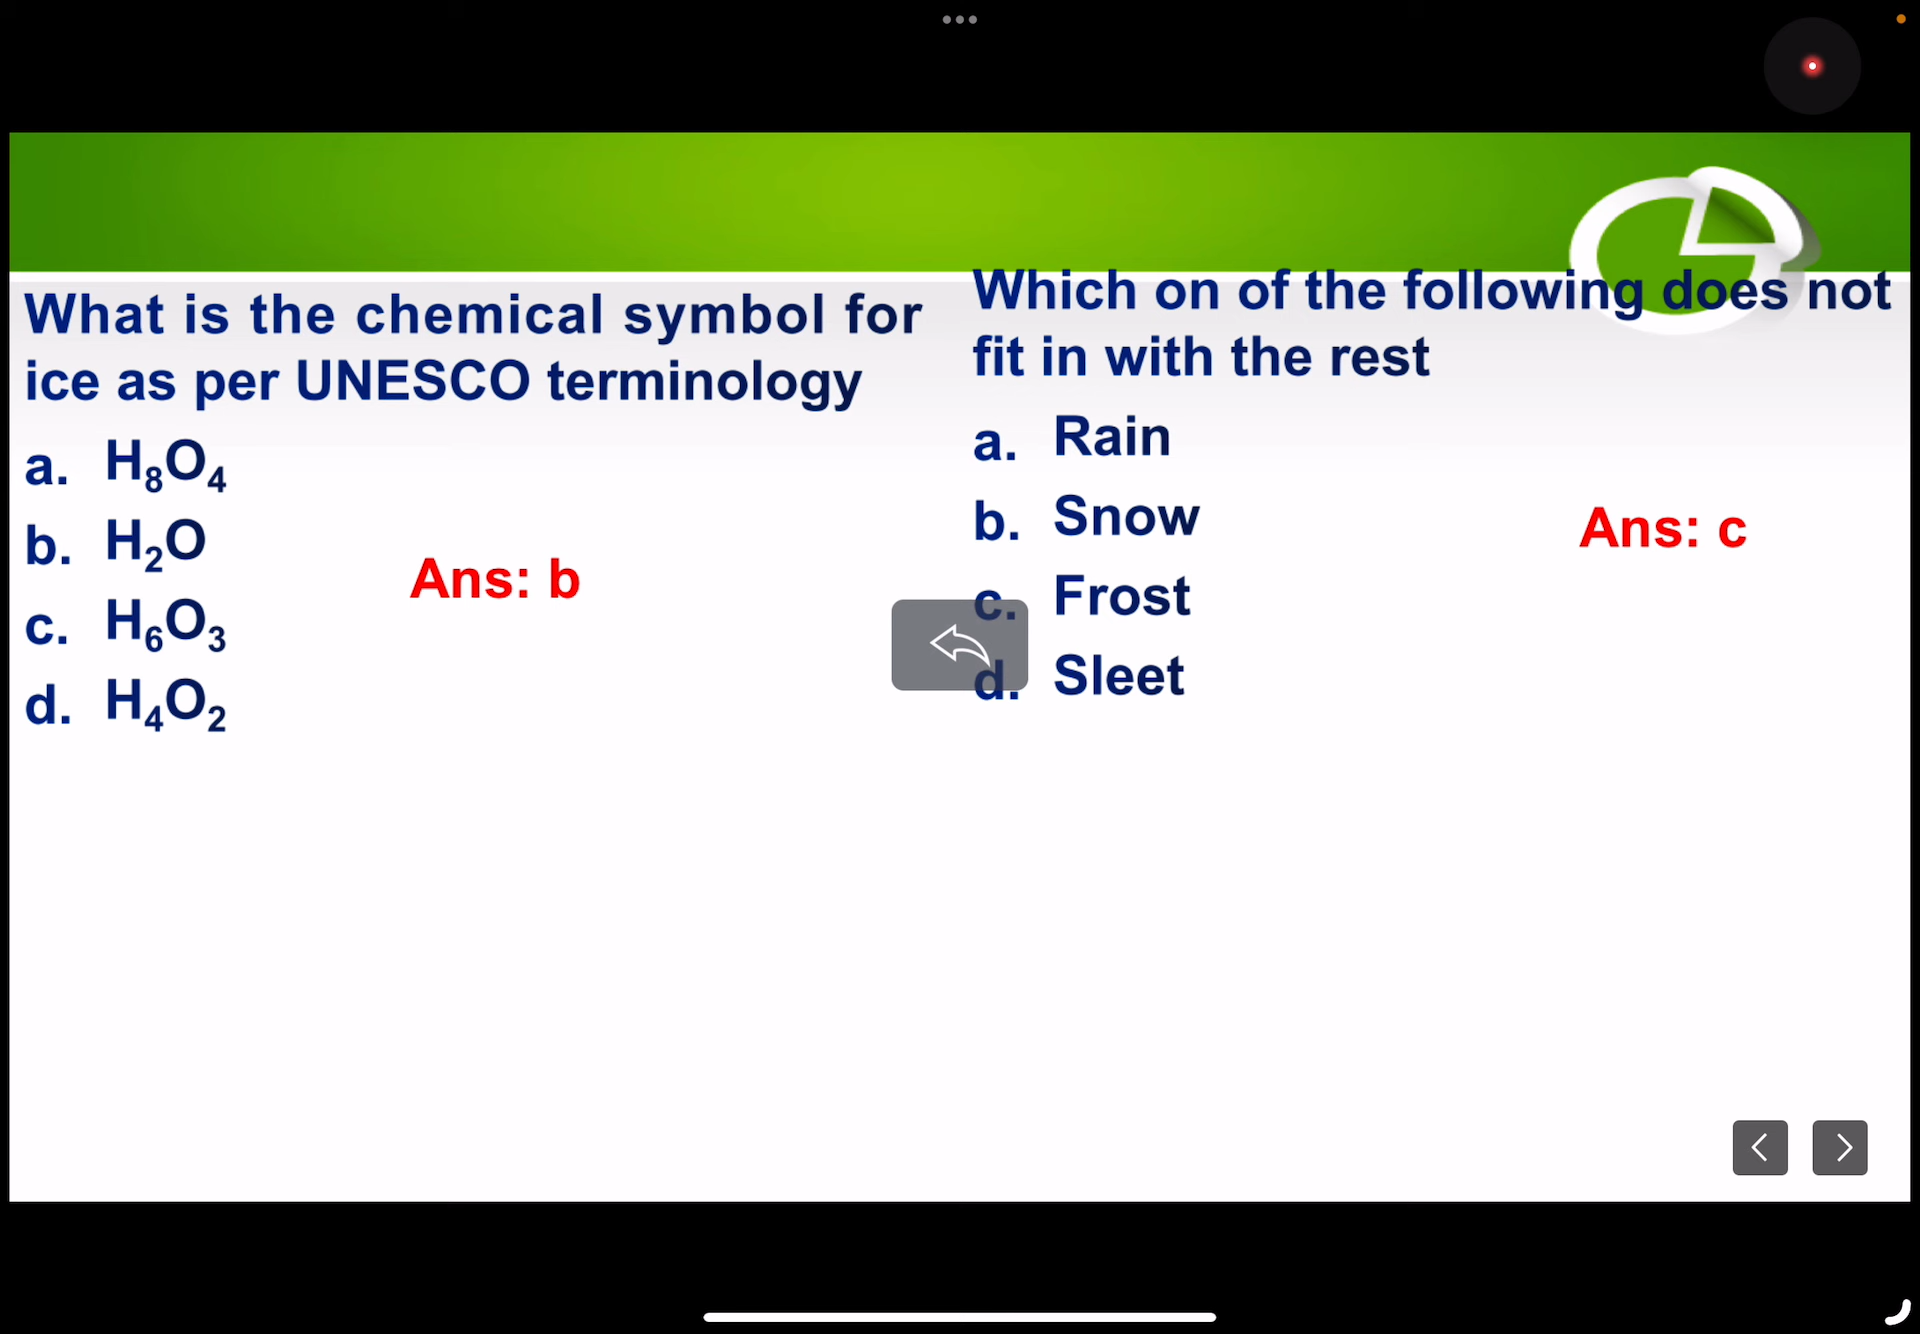 What is the chemical symbol for
ice as per UNESCO terminology
a. H₈O₄
b. H₂O
c. H₆O₃
d. H₄O₂
Ans: b
Which on of the following does not
fit in with the rest
a. Rain
b. Snow
c. Frost
d. Sleet
Ans: c